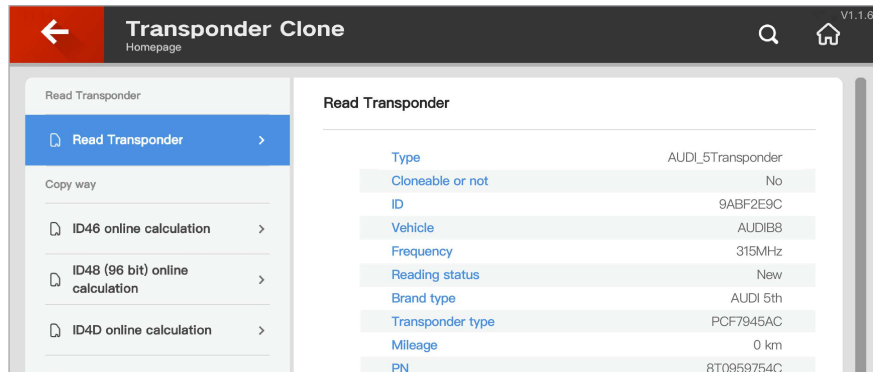 Transponder Clone
Homepage
V1.1.6
Read Transponder
Read Transponder
Copy way
ID46 online calculation
ID48 (96 bit) online
calculation
ID4D online calculation
Read Transponder
Type AUDI_5Transponder
Cloneable or not No
ID 9ABF2E9C
Vehicle AUDIB8
Frequency 315MHz
Reading status New
Brand type AUDI 5th
Transponder type PCF7945AC
Mileage 0 km
PN 8T0959754C